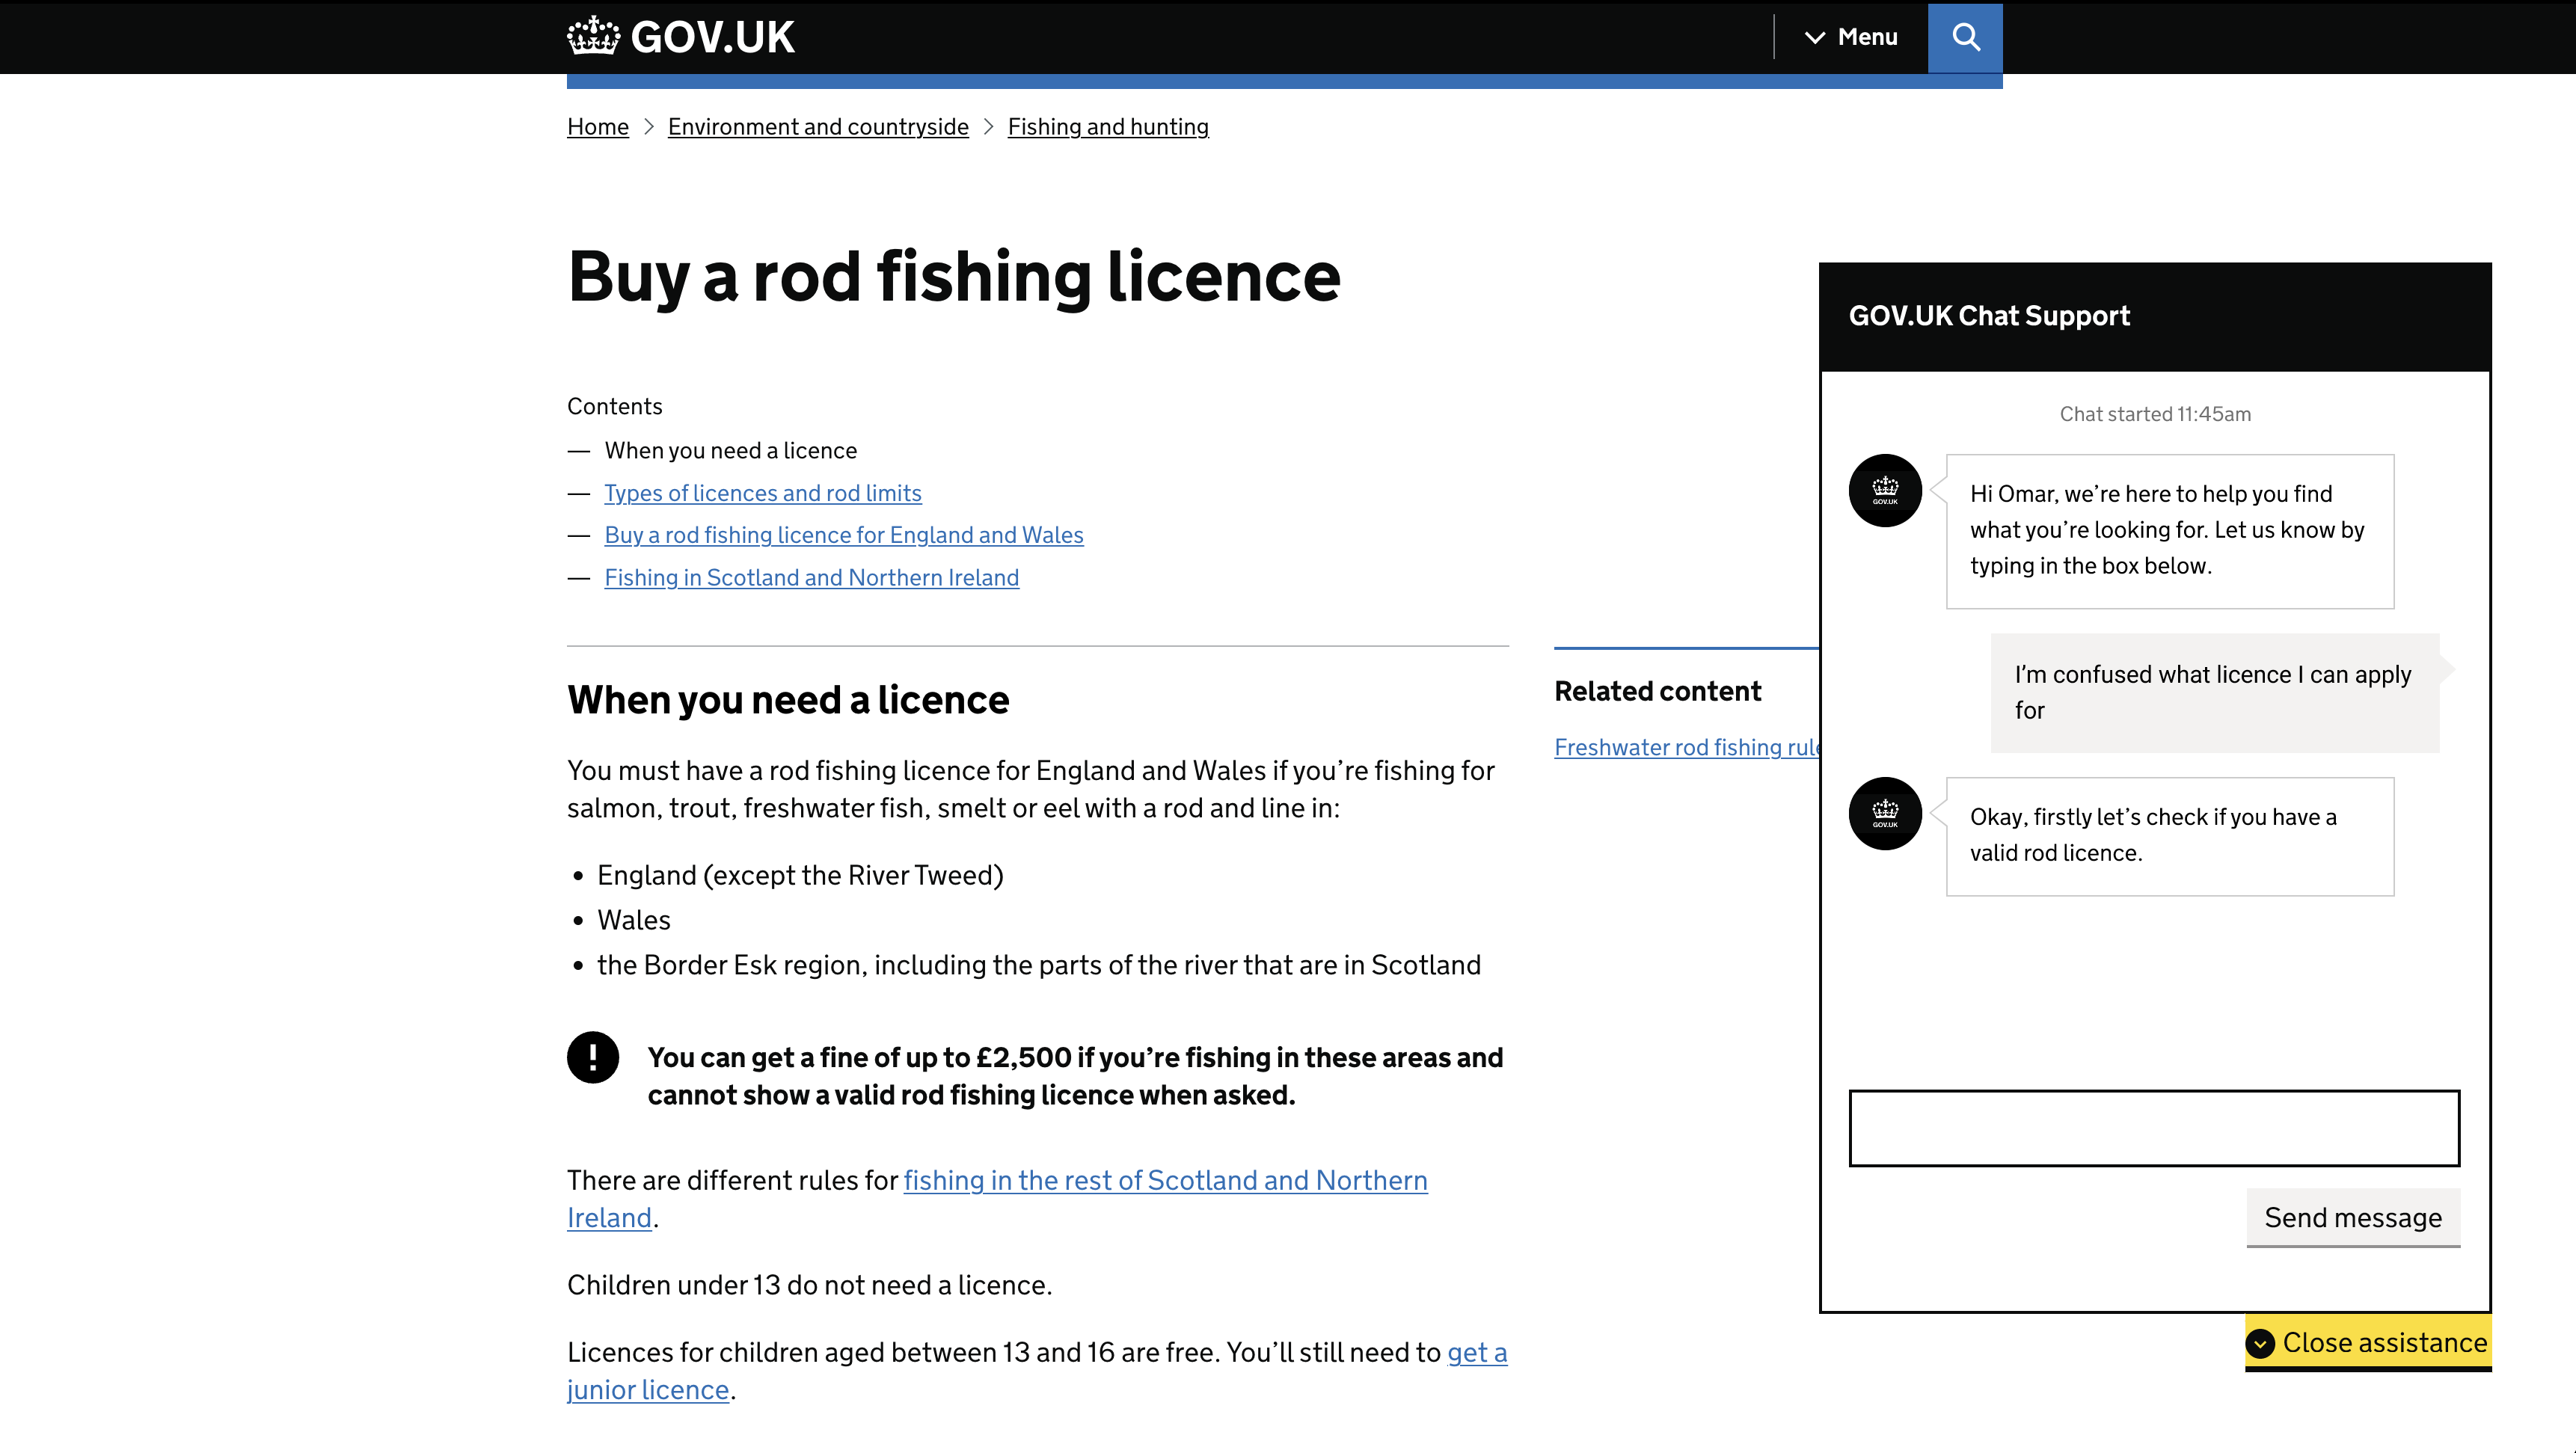 GOV.UK
Menu
Home
Environment and countryside
Fishing and hunting
Buy a rod fishing licence
Contents
— When you need a licence
— Types of licences and rod limits
— Buy a rod fishing licence for England and Wales
— Fishing in Scotland and Northern Ireland
When you need a licence
You must have a rod fishing licence for England and Wales if you’re fishing for
salmon, trout, freshwater fish, smelt or eel with a rod and line in:
• England (except the River Tweed)
• Wales
• the Border Esk region, including the parts of the river that are in Scotland
! You can get a fine of up to £2,500 if you’re fishing in these areas and
cannot show a valid rod fishing licence when asked.
There are different rules for fishing in the rest of Scotland and Northern
Ireland.
Children under 13 do not need a licence.
Licences for children aged between 13 and 16 are free. You’ll still need to get a
junior licence.
Related content
Freshwater rod fishing rule
GOV.UK Chat Support
Chat started 11:45am
GOV.UK
Hi Omar, we’re here to help you find
what you’re looking for. Let us know by
typing in the box below.
I’m confused what licence I can apply
for
GOV.UK
Okay, firstly let’s check if you have a
valid rod licence.
Send message
Close assistance